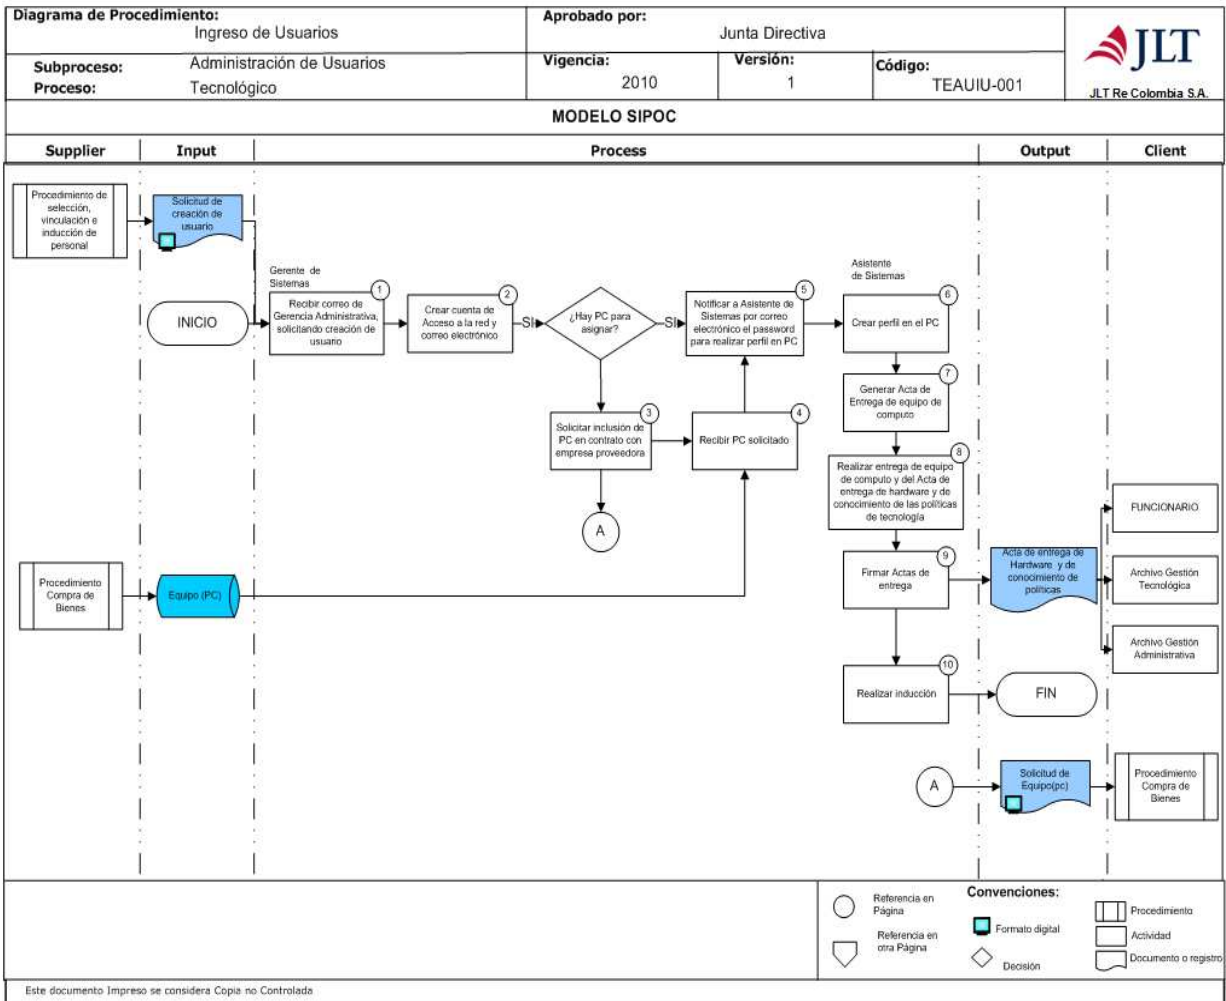 Diagrama de Procedimiento:
Ingreso de Usuarios
Aprobado por:
Junta Directiva
Subproceso:
Administración de Usuarios
Proceso:
Tecnológico
Vigencia:
2010
Versión:
1
Código:
TEAUIU-001
JLT
JLT Re Colombia S.A.
MODELO SIPOC
Supplier
Input
Process
Output
Client
Procedimiento de
selección,
vinculación e
inducción de
personal
Solicitud de
creación de
usuario
INICIO
Gerente de
Sistemas
1
Recibir correo de
Gerencia Administrativa,
solicitando creación de
usuario
2
Crear cuenta de
Acceso a la red y
correo electrónico
SI
¿Hay PC para
asignar?
SI
5
Notificar a Asistente de
Sistemas por correo
electrónico el password
para realizar perfil en PC
Asistente
de Sistemas
6
Crear perfil en el PC
7
Generar Acta de
Entrega de equipo de
computo
3
Solicitar inclusión de
PC en contrato con
empresa proveedora
4
Recibir PC solicitado
A
8
Realizar entrega de equipo
de computo y del Acta de
entrega de hardware y de
conocimiento de las políticas
de tecnología
FUNCIONARIO
Procedimiento
Compra de
Bienes
Equipo (PC)
9
Firmar Actas de
entrega
Acta de entrega de
Hardware y de
conocimiento de
políticas
Archivo Gestión
Tecnológica
Archivo Gestión
Administrativa
10
Realizar inducción
FIN
A
Solicitud de
Equipo(pc)
Procedimiento
Compra de
Bienes
Convenciones:
Referencia en
Página
Referencia en
otra Página
Formato digital
Decisión
Procedimiento
Actividad
Documento o registro
Este documento Impreso se considera Copia no Controlada